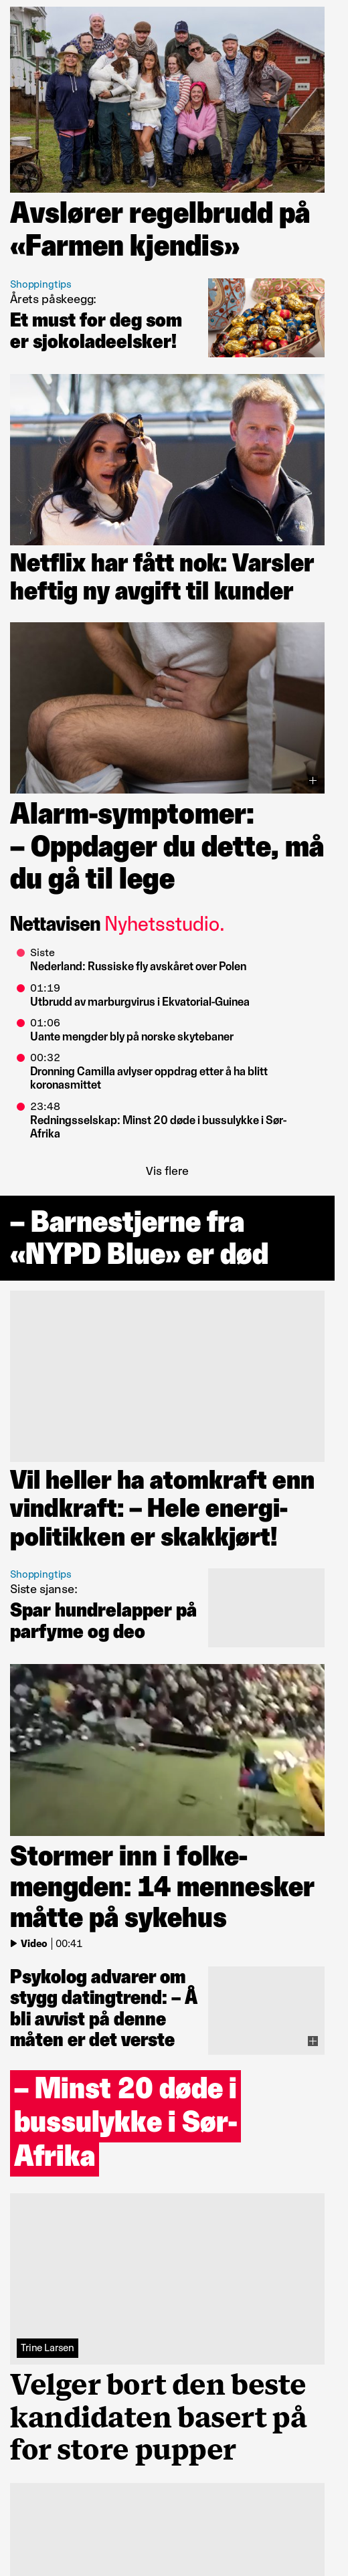 Avslører regelbrudd på
«Farmen kjendis»
Shoppingtips
Årets påskeegg:
Et must for deg som
er sjokoladeelsker!
Netflix har fått nok: Varsler
heftig ny avgift til kunder
Alarm-symptomer:
– Oppdager du dette, må
du gå til lege
Nettavisen Nyhetsstudio.
Siste
Nederland: Russiske fly avskåret over Polen
01:19
Utbrudd av marburgvirus i Ekvatorial-Guinea
01:06
Uante mengder bly på norske skytebaner
00:32
Dronning Camilla avlyser oppdrag etter å ha blitt
koronasmittet
23:48
Redningsselskap: Minst 20 døde i bussulykke i Sør-
Afrika
Vis flere
– Barnestjerne fra
«NYPD Blue» er død
Vil heller ha atomkraft enn
vindkraft: – Hele energi-
politikken er skakkjørt!
Shoppingtips
Siste sjanse:
Spar hundrelapper på
parfyme og deo
Stormer inn i folke-
mengden: 14 mennesker
måtte på sykehus
Video | 00:41
Psykolog advarer om
stygg datingtrend: – Å
bli avvist på denne
måten er det verste
– Minst 20 døde i
bussulykke i Sør-
Afrika
Trine Larsen
Velger bort den beste
kandidaten basert på
for store pupper